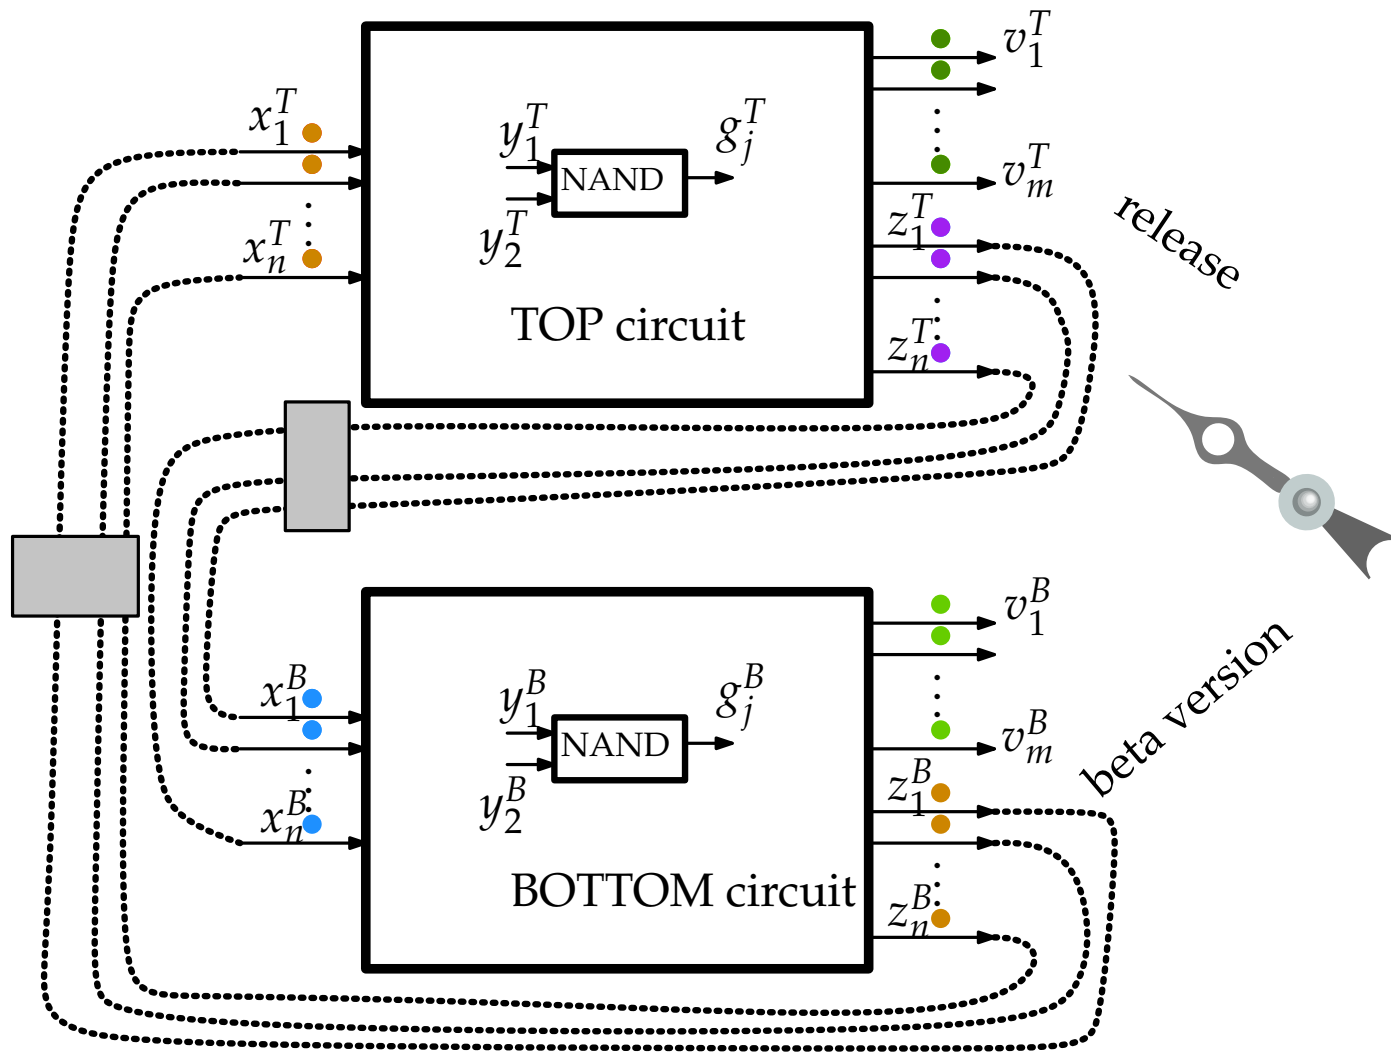 v_1^T
x_1^T
y_1^T
g_j^T
NAND
v_m^T
y_2^T
z_1^T
x_n^T
release
TOP circuit
z_n^T
v_1^B
x_1^B
y_1^B
g_j^B
NAND
v_m^B
beta version
y_2^B
z_1^B
x_n^B
BOTTOM circuit
z_n^B